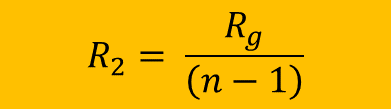 R₂ = R_g / (n − 1)